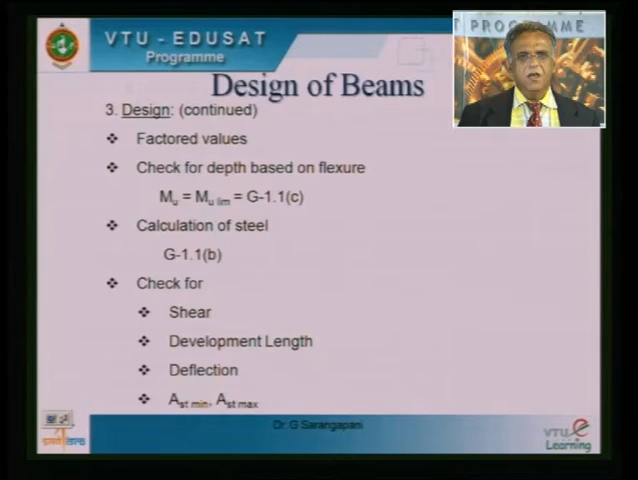 VTU - EDUSAT
Programme
T PROGRAMME
Design of Beams
3. Design: (continued)
❖ Factored values
❖ Check for depth based on flexure
Mu = Mu lim = G-1.1(c)
❖ Calculation of steel
G-1.1(b)
❖ Check for
❖ Shear
❖ Development Length
❖ Deflection
❖ Ast min, Ast max
Dr. G Sarangapani
VTU e
Learning